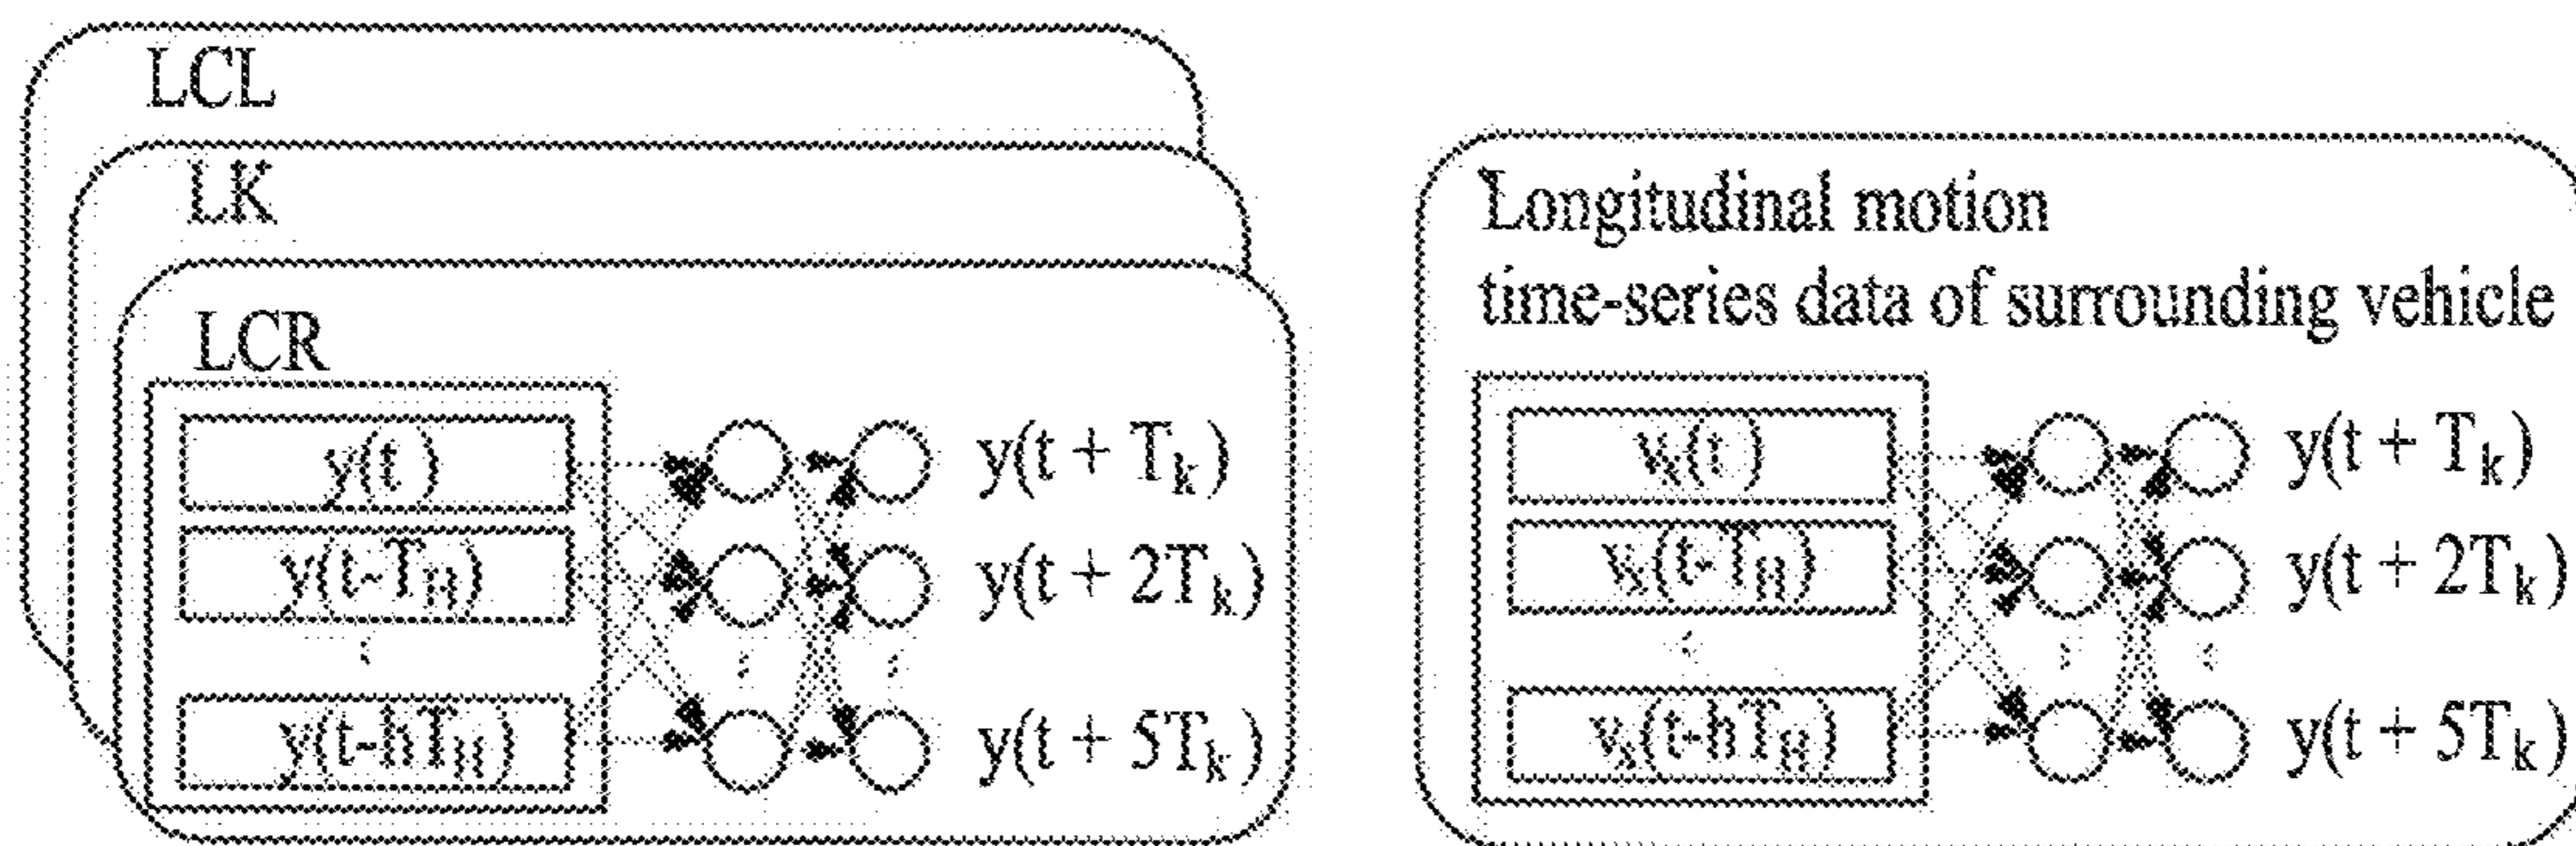 LCL
LK
LCR
y(t)
y(t-T_H)
y(t-hT_H)
y(t + T_k)
y(t + 2T_k)
y(t + 5T_k)
Longitudinal motion
time-series data of surrounding vehicle
v_x(t)
v_x(t-T_H)
v_x(t-hT_H)
y(t + T_k)
y(t + 2T_k)
y(t + 5T_k)